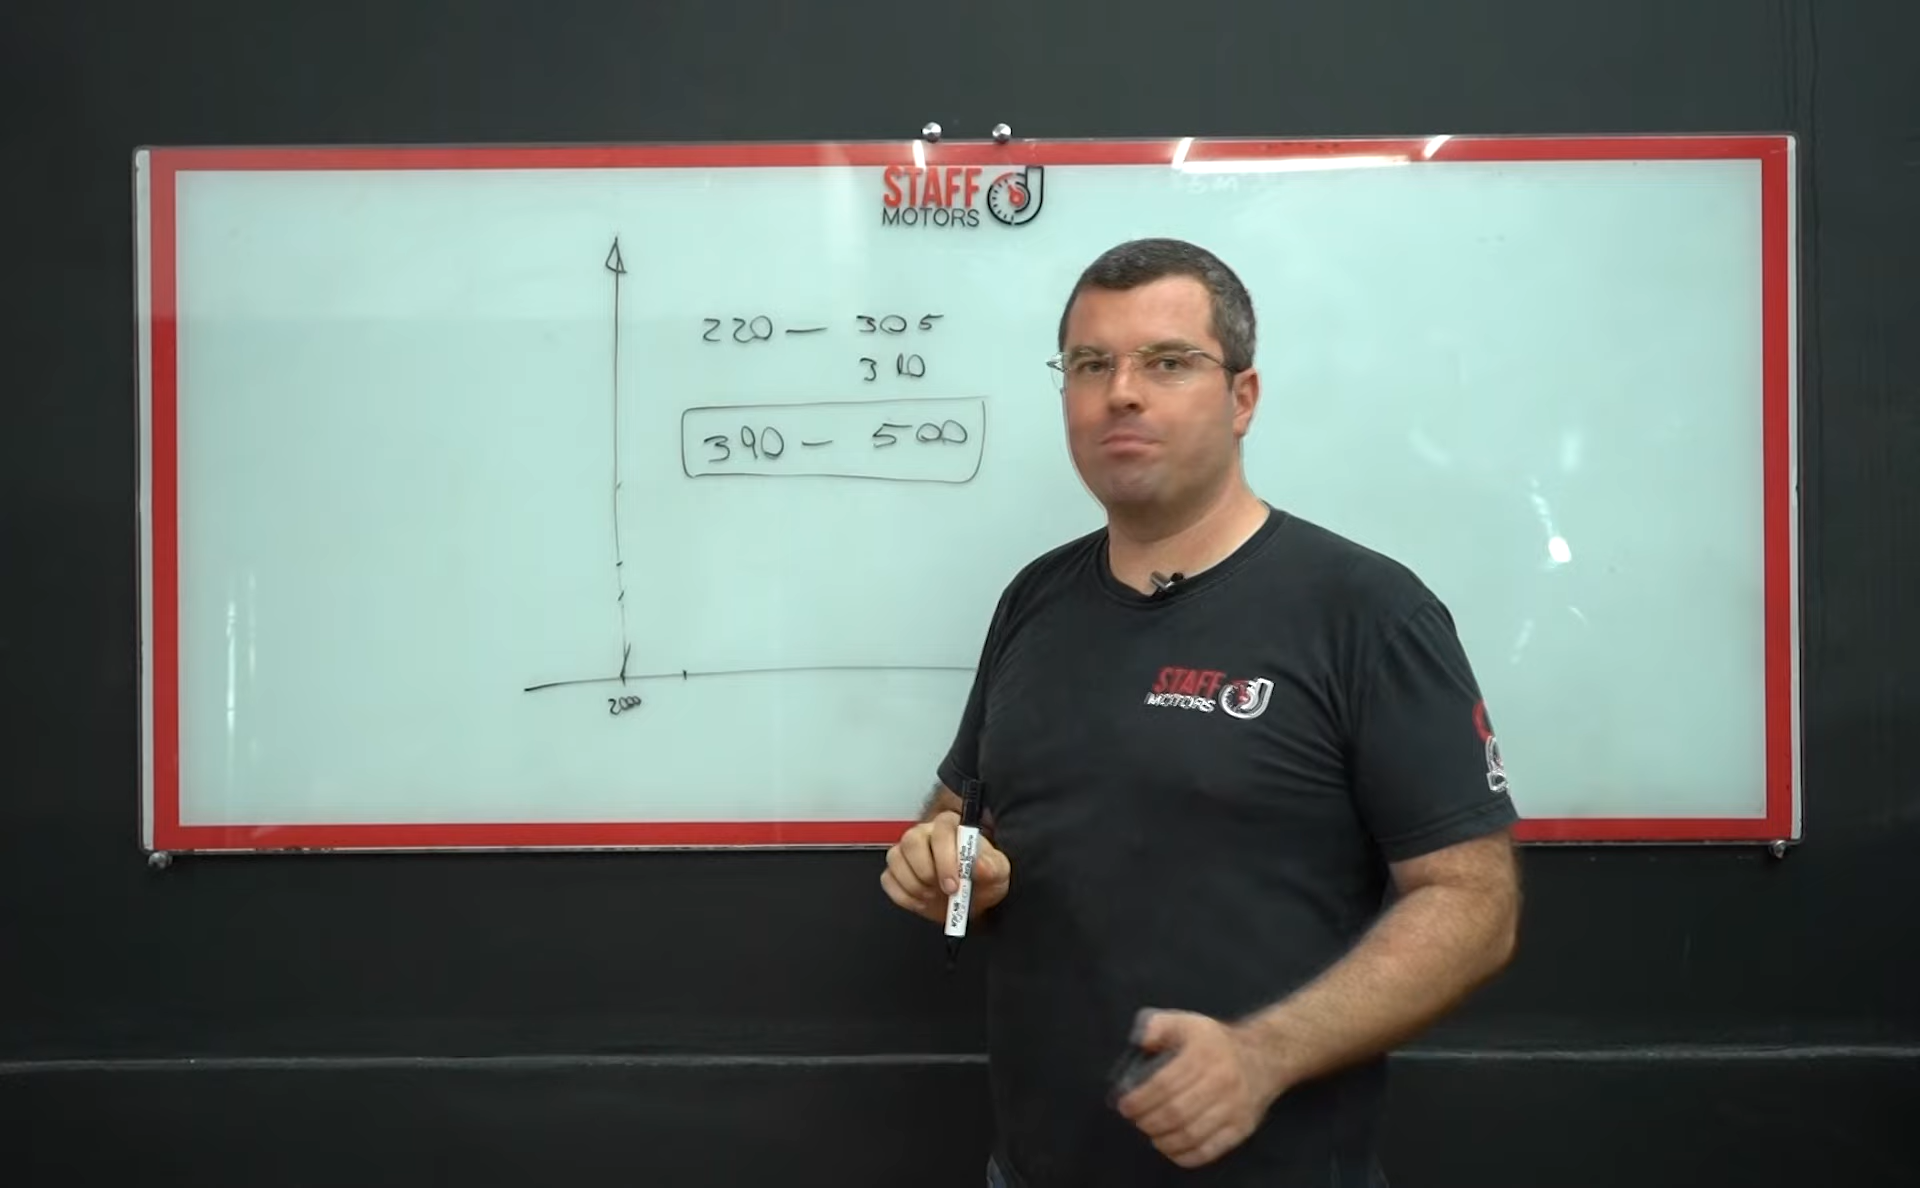 STAFF
MOTORS
220 — 305
310
390 — 500
2000
STAFF
MOTORS